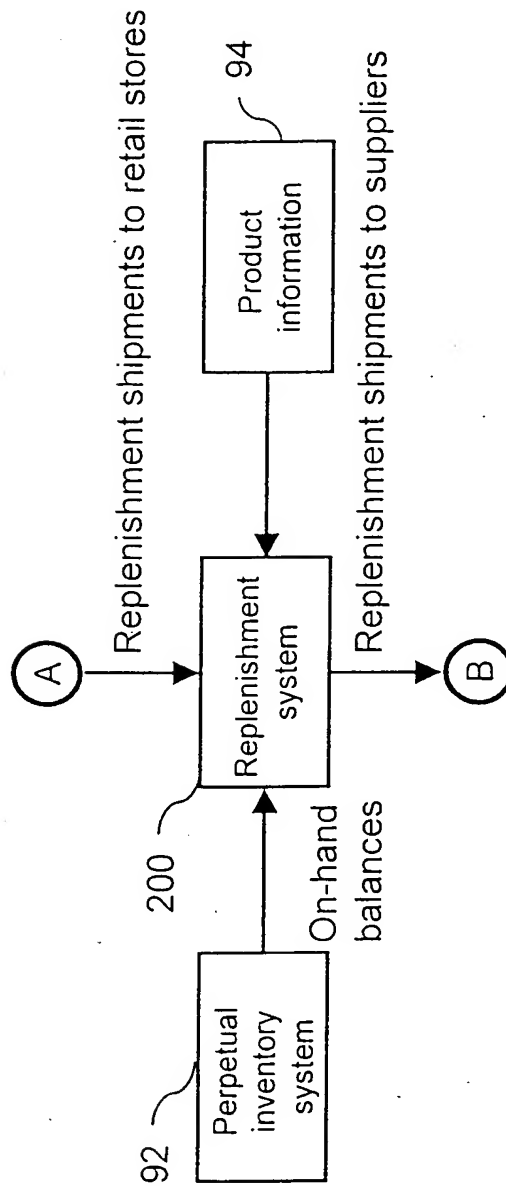 A
Replenishment shipments to retail stores
200
94
92
Perpetual
inventory
system
On-hand
balances
Replenishment
system
Product
information
Replenishment shipments to suppliers
B